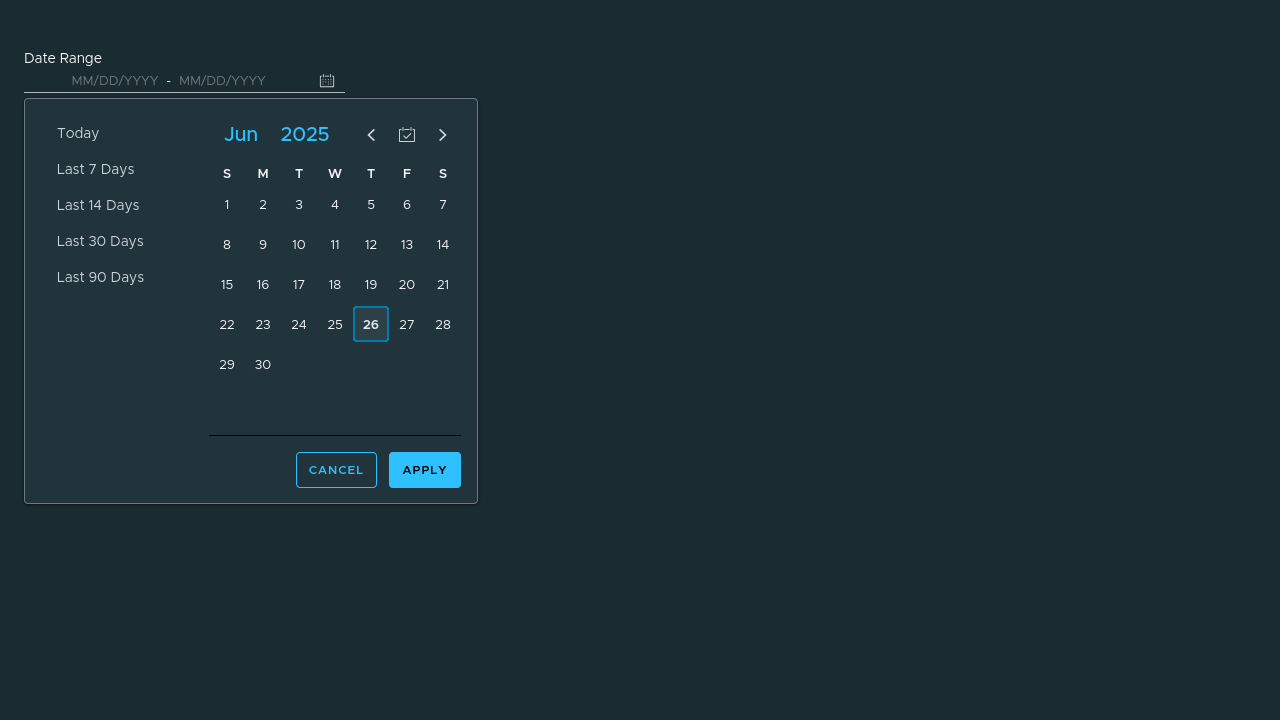 Date Range
MM/DD/YYYY - MM/DD/YYYY
Today
Last 7 Days
Last 14 Days
Last 30 Days
Last 90 Days
Jun 2025
S M T W T F S
1 2 3 4 5 6 7
8 9 10 11 12 13 14
15 16 17 18 19 20 21
22 23 24 25 26 27 28
29 30
CANCEL APPLY